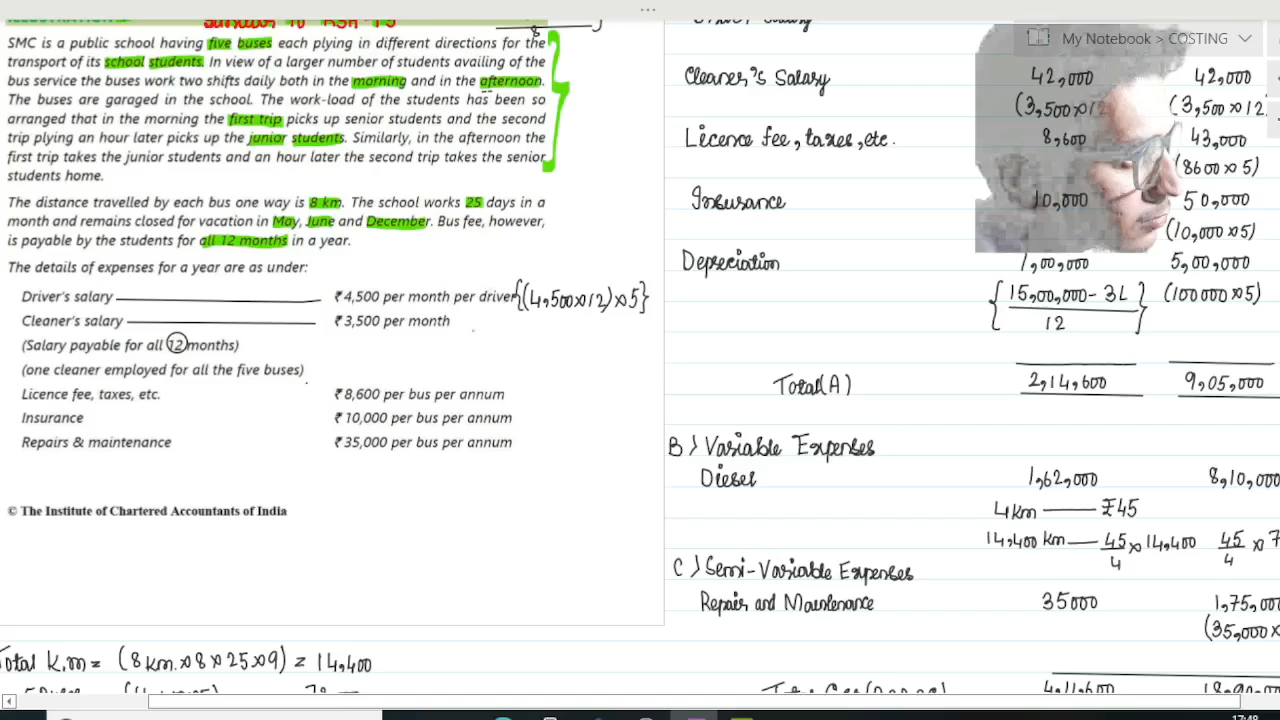 SMC is a public school having five buses each plying in different directions for the
transport of its school students. In view of a larger number of students availing of the
bus service the buses work two shifts daily both in the morning and in the afternoon.
The buses are garaged in the school. The work-load of the students has been so
arranged that in the morning the first trip picks up senior students and the second
trip plying an hour later picks up the junior students. Similarly, in the afternoon the
first trip takes the junior students and an hour later the second trip takes the senior
students home.
The distance travelled by each bus one way is 8 km. The school works 25 days in a
month and remains closed for vacation in May, June and December. Bus fee, however,
is payable by the students for all 12 months in a year.
The details of expenses for a year are as under:
Driver's salary ₹ 4,500 per month per driver {(4,500×12)×5}
Cleaner's salary ₹ 3,500 per month
(Salary payable for all 12 months)
(one cleaner employed for all the five buses)
Licence fee, taxes, etc. ₹ 8,600 per bus per annum
Insurance ₹ 10,000 per bus per annum
Repairs & maintenance ₹ 35,000 per bus per annum
© The Institute of Chartered Accountants of India
Total K.m = (8 km.×8×25×9) = 14,400
My Notebook > COSTING
Cleaner's Salary 42,000 42,000
(3,500×12 (3,500×12)
Licence fee, taxes, etc. 8,600 43,000
(8600×5)
Insurance 10,000 50,000
(10,000×5)
Depreciation 1,00,000 5,00,000
{15,00,000-3L/12} (100000×5)
Total(A) 2,14,600 9,05,000
B) Variable Expenses
Diesel 1,62,000 8,10,000
4km — ₹45
14,400 km — 45/4 × 14,400 45/4 × 7
C) Semi-Variable Expenses
Repair and Maintenance 35000 1,75,00
(35,000×
4,11,600
17:48